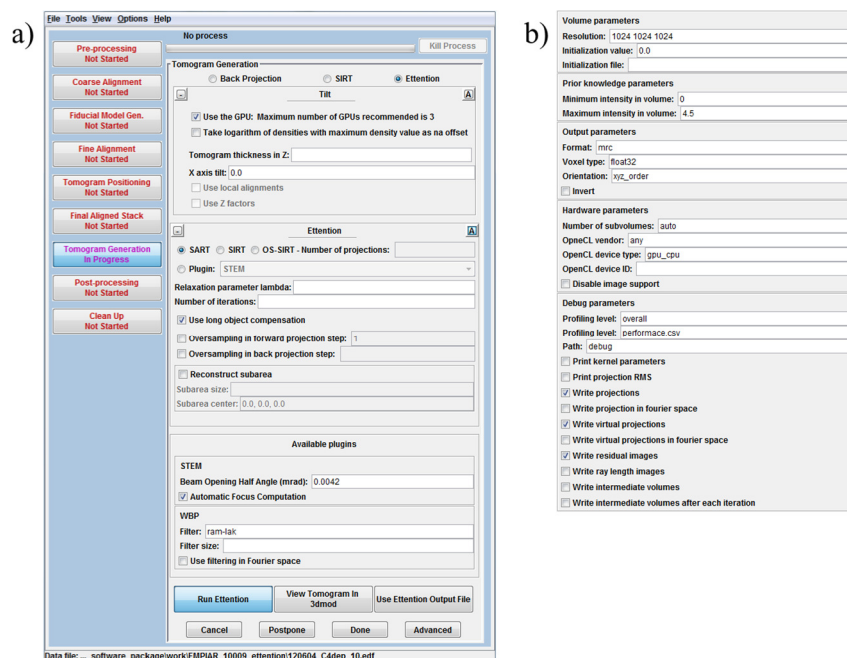 a)
File Tools View Options Help
No process
Kill Process
Pre-processing
Not Started
Coarse Alignment
Not Started
Fiducial Model Gen.
Not Started
Fine Alignment
Not Started
Tomogram Positioning
Not Started
Final Aligned Stack
Not Started
Tomogram Generation
In Progress
Post-processing
Not Started
Clean Up
Not Started
Tomogram Generation
Back Projection SIRT Ettention
- Tilt A
Use the GPU: Maximum number of GPUs recommended is 3
Take logarithm of densities with maximum density value as na offset
Tomogram thickness in Z:
X axis tilt: 0.0
Use local alignments
Use Z factors
- Ettention A
SART SIRT OS-SIRT - Number of projections:
Plugin: STEM
Relaxation parameter lambda:
Number of iterations:
Use long object compensation
Oversampling in forward projection step: 1
Oversampling in back projection step:
Reconstruct subarea
Subarea size:
Subarea center: 0.0, 0.0, 0.0
Available plugins
STEM
Beam Opening Half Angle (mrad): 0.0042
Automatic Focus Computation
WBP
Filter: ram-lak
Filter size:
Use filtering in Fourier space
Run Ettention
View Tomogram In
3dmod
Use Ettention Output File
Cancel Postpone Done Advanced
Data file: ... software_package\work\EMPIAR_10009_ettention\120604_C4dep_10.edf
b)
Volume parameters
Resolution: 1024 1024 1024
Initialization value: 0.0
Initialization file:
Prior knowledge parameters
Minimum intensity in volume: 0
Maximum intensity in volume: 4.5
Output parameters
Format: mrc
Voxel type: float32
Orientation: xyz_order
Invert
Hardware parameters
Number of subvolumes: auto
OpneCL vendor: any
OpenCL device type: gpu_cpu
OpenCL device ID:
Disable image support
Debug parameters
Profiling level: overall
Profiling level: performace.csv
Path: debug
Print kernel parameters
Print projection RMS
Write projections
Write projection in fourier space
Write virtual projections
Write virtual projections in fourier space
Write residual images
Write ray length images
Write intermediate volumes
Write intermediate volumes after each iteration